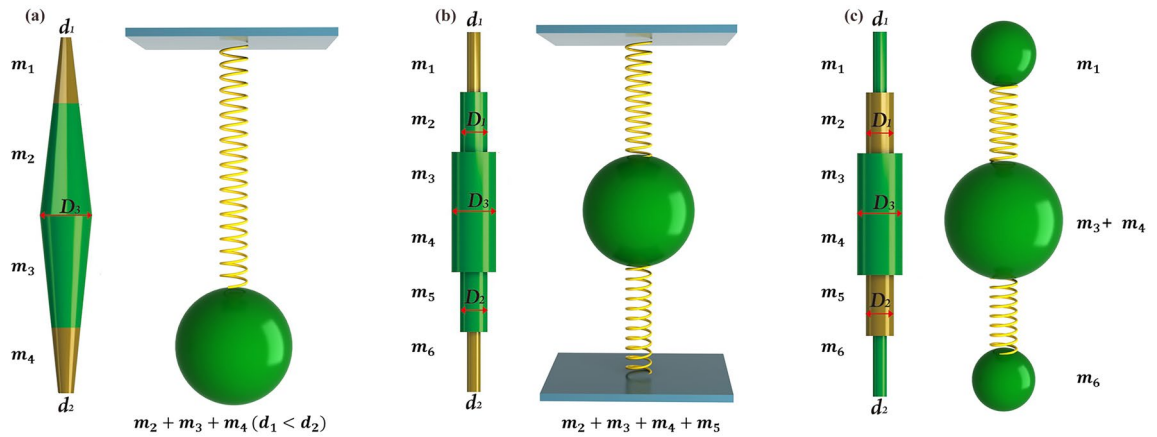 (a)
d₁
m₁
m₂
D₃
m₃
m₄
d₂
m₂ + m₃ + m₄ (d₁ < d₂)
(b)
d₁
m₁
m₂
D₁
m₃
D₃
m₄
m₅
D₂
m₆
d₂
m₂ + m₃ + m₄ + m₅
(c)
d₁
m₁
m₂
D₁
m₃
D₃
m₄
m₅
D₂
m₆
d₂
m₁
m₃ + m₄
m₆